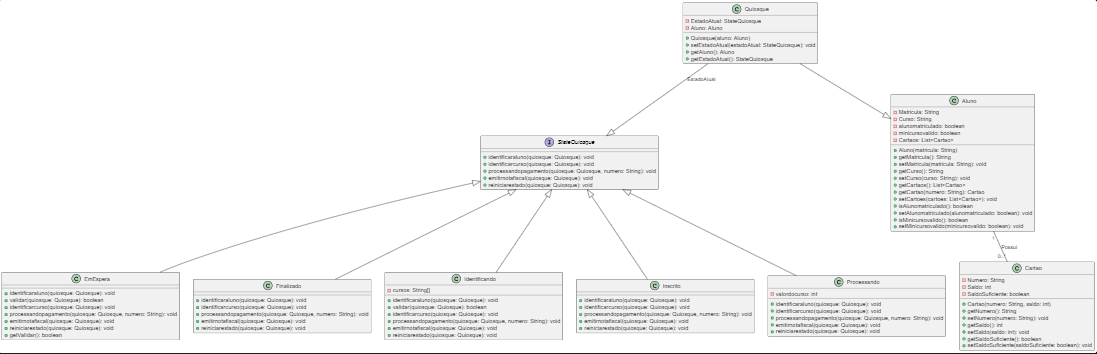 C Quiosque
EstadoAtual: StateQuiosque
Aluno: Aluno
Quiosque(aluno: Aluno)
setEstadoAtual(estadoAtual: StateQuiosque): void
getAluno(): Aluno
getEstadoAtual(): StateQuiosque
EstadoAtual
C Aluno
Matricula: String
Curso: String
alunomatriculado: boolean
minicursovalido: boolean
Cartaos: List<Cartao>
Aluno(matricula: String)
getMatricula(): String
setMatricula(matricula: String): void
getCurso(): String
setCurso(curso: String): void
getCartaos(): List<Cartao>
getCartao(numero: String): Cartao
setCartoes(cartoes: List<Cartao>): void
isAlunomatriculado(): boolean
setAlunomatriculado(alunomatriculado: boolean): void
isMinicursovalido(): boolean
setMinicursovalido(minicursovalido: boolean): void
I StateQuiosque
identificaraluno(quiosque: Quiosque): void
identificarcurso(quiosque: Quiosque): void
processandopagamento(quiosque: Quiosque, numero: String): void
emitirnotafiscal(quiosque: Quiosque): void
reiniciarestado(quiosque: Quiosque): void
1
Possui
0..*
C EmEspera
identificaraluno(quiosque: Quiosque): void
validar(quiosque: Quiosque): boolean
identificarcurso(quiosque: Quiosque): void
processandopagamento(quiosque: Quiosque, numero: String): void
emitirnotafiscal(quiosque: Quiosque): void
reiniciarestado(quiosque: Quiosque): void
getValidar(): boolean
C Finalizado
identificaraluno(quiosque: Quiosque): void
identificarcurso(quiosque: Quiosque): void
processandopagamento(quiosque: Quiosque, numero: String): void
emitirnotafiscal(quiosque: Quiosque): void
reiniciarestado(quiosque: Quiosque): void
C Identificando
cursos: String[]
identificaraluno(quiosque: Quiosque): void
validar(quiosque: Quiosque): boolean
identificarcurso(quiosque: Quiosque): void
processandopagamento(quiosque: Quiosque, numero: String): void
emitirnotafiscal(quiosque: Quiosque): void
reiniciarestado(quiosque: Quiosque): void
C Inscrito
identificaraluno(quiosque: Quiosque): void
identificarcurso(quiosque: Quiosque): void
processandopagamento(quiosque: Quiosque, numero: String): void
emitirnotafiscal(quiosque: Quiosque): void
reiniciarestado(quiosque: Quiosque): void
C Processando
valordocurso: int
identificaraluno(quiosque: Quiosque): void
identificarcurso(quiosque: Quiosque): void
processandopagamento(quiosque: Quiosque, numero: String): void
emitirnotafiscal(quiosque: Quiosque): void
reiniciarestado(quiosque: Quiosque): void
C Cartao
Numero: String
Saldo: int
SaldoSuficiente: boolean
Cartao(numero: String, saldo: int)
getNumero(): String
setNumero(numero: String): void
getSaldo(): int
setSaldo(saldo: int): void
getSaldoSuficiente(): boolean
setSaldoSuficiente(saldoSuficiente: boolean): void